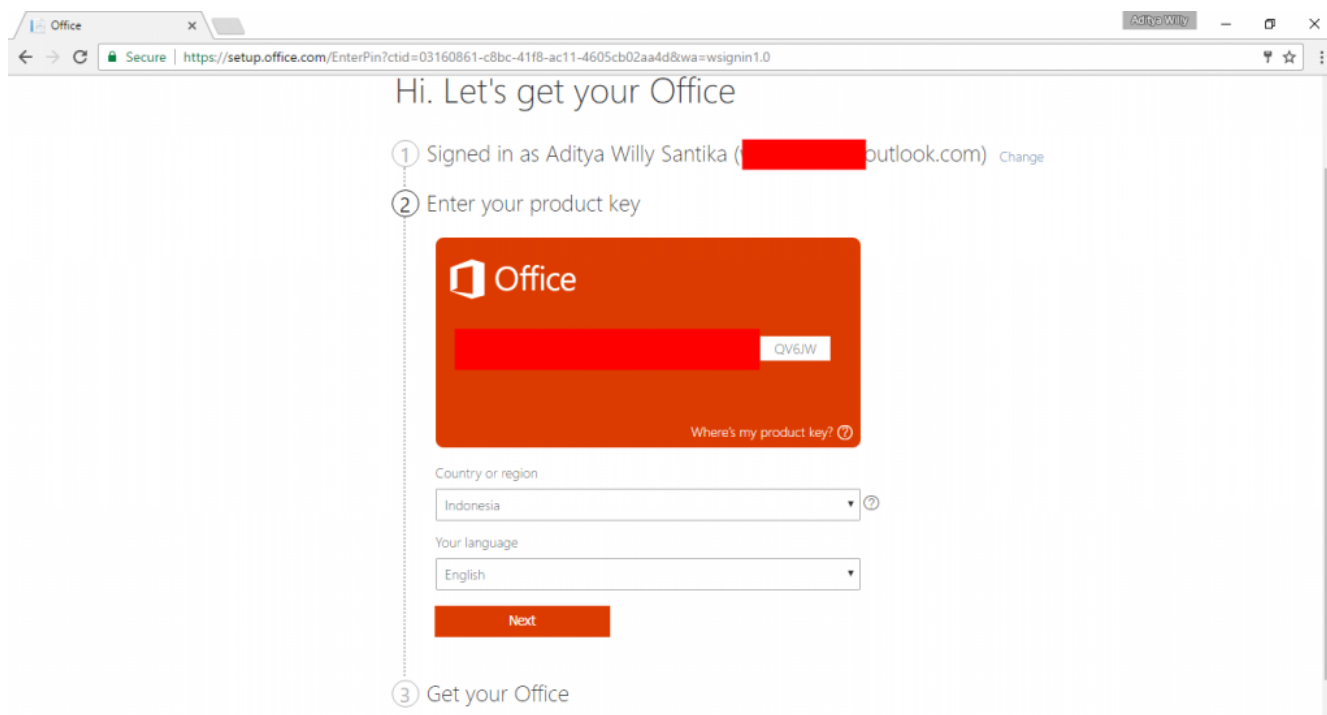 Office
Aditya Willy
Secure | https://setup.office.com/EnterPin?ctid=03160861-c8bc-41f8-ac11-4605cb02aa4d&wa=wsignin1.0
Hi. Let's get your Office
1 Signed in as Aditya Willy Santika ( outlook.com) Change
2 Enter your product key
Office
QV6JW
Where's my product key? ?
Country or region
Indonesia
?
Your language
English
Next
3 Get your Office